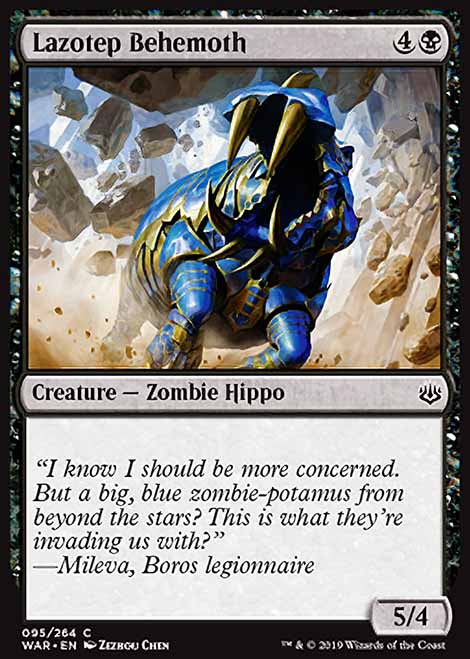 Lazotep Behemoth 4
Creature — Zombie Hippo
“I know I should be more concerned.
But a big, blue zombie-potamus from
beyond the stars? This is what they’re
invading us with?”
—Mileva, Boros legionnaire
5/4
095/264 C
WAR • EN Zezhou Chen
™ & © 2019 Wizards of the Coast